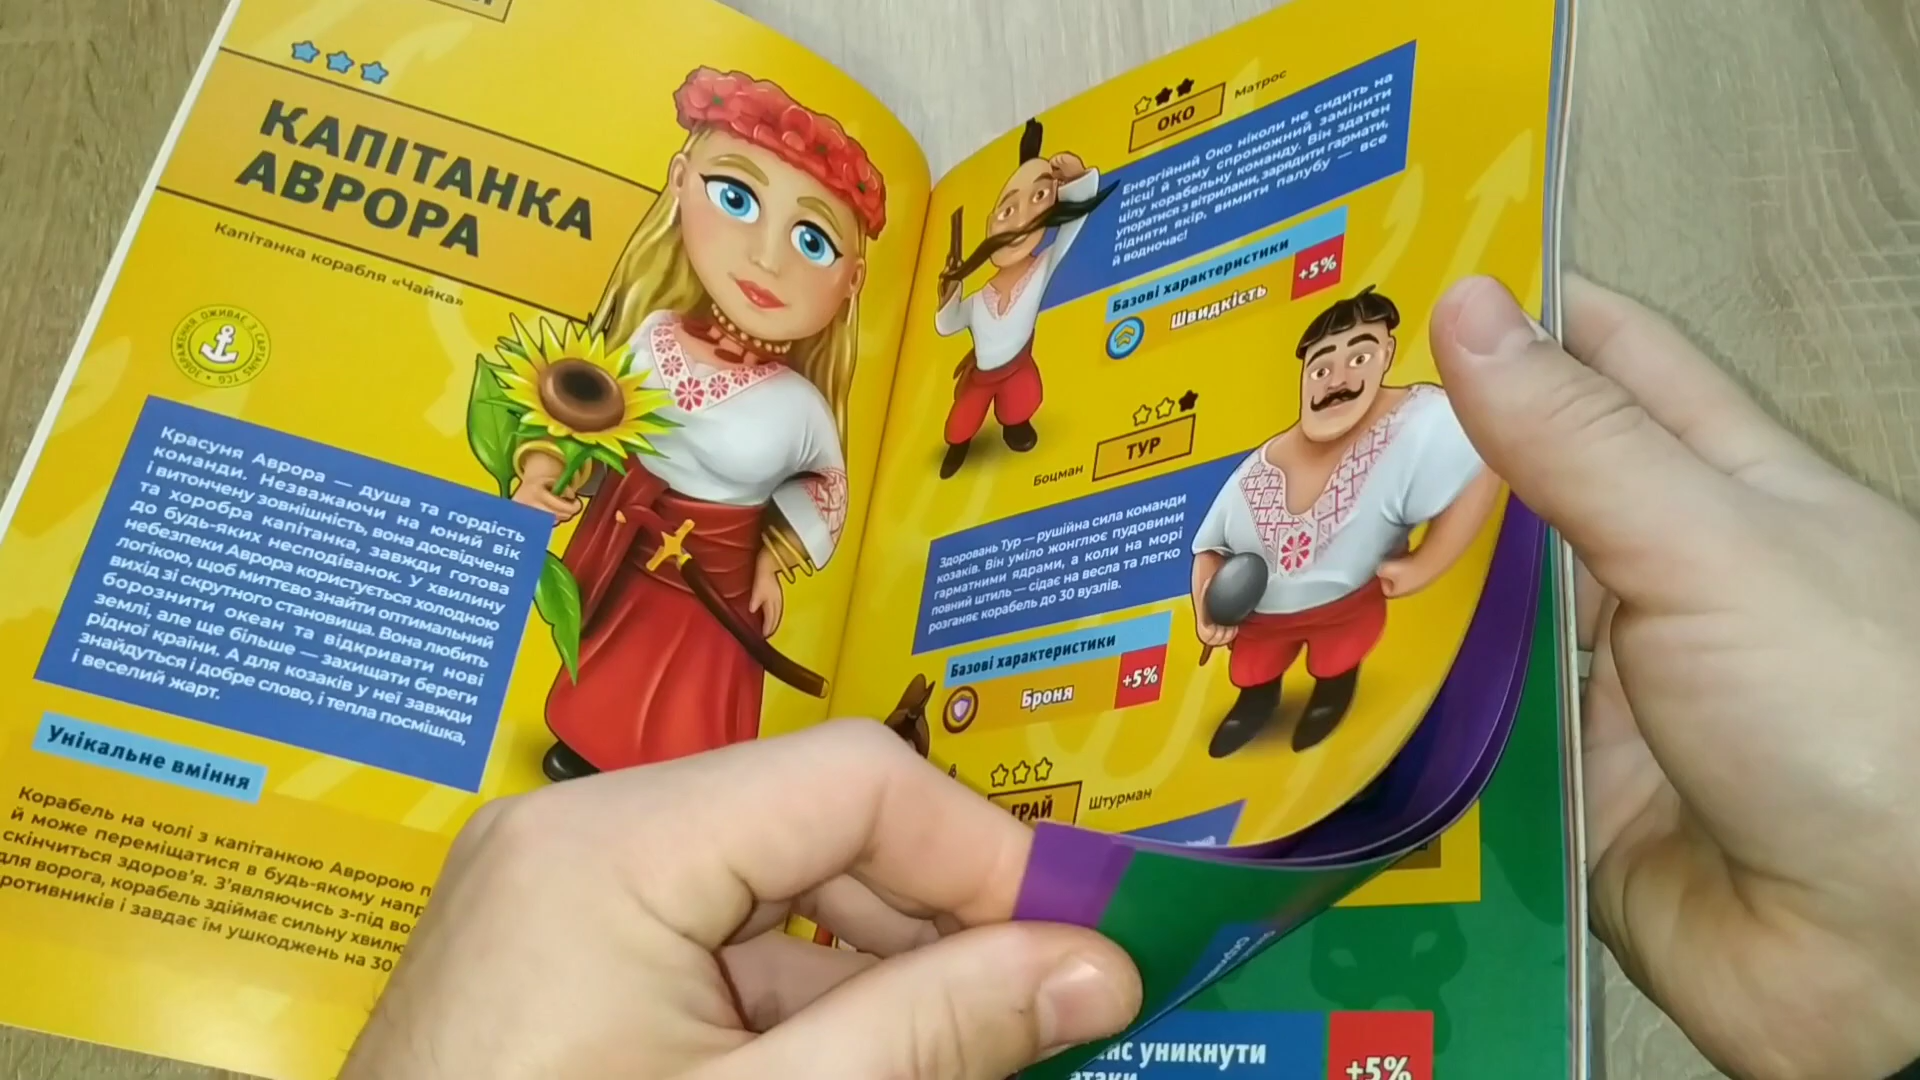 КАПІТАНКА
АВРОРА
Капітанка корабля «Чайка»
ЗОБРАЖЕННЯ ОЖИВАЄ З CAPTAINS TCG
Красуня Аврора — душа та гордість
команди. Незважаючи на юний вік
і витончену зовнішність, вона досвідчена
та хоробра капітанка, завжди готова
до будь-яких несподіванок. У хвилину
небезпеки Аврора користується холодною
логікою, щоб миттєво знайти оптимальний
вихід зі скрутного становища. Вона любить
борознити океан та відкривати нові
землі, але ще більше — захищати береги
рідної країни. А для козаків у неї завжди
знайдуться і добре слово, і тепла посмішка,
і веселий жарт.
Унікальне вміння
Корабель на чолі з капітанкою Авророю
й може переміщатися в будь-якому
скінчиться здоров'я. З'являючись з-під
для ворога, корабель здіймає сильну
противників і завдає їм ушкоджень на 30
ОКО
Матрос
Енергійний Око ніколи не сидить на
місці й тому спроможний замінити
цілу корабельну команду. Він здатен
упоратися з вітрилами, зарядити гармати,
підняти якір, вимити палубу — все
й водночас!
Базові характеристики
Швидкість
+5%
ТУР
Боцман
Здоровань Тур — рушійна сила команди
козаків. Він уміло жонглює пудовими
гарматними ядрами, а коли на морі
повний штиль — сідає на весла та легко
розганяє корабель до 30 вузлів.
Базові характеристики
Броня
+5%
ГРАЙ
Штурман
уникнути
+5%